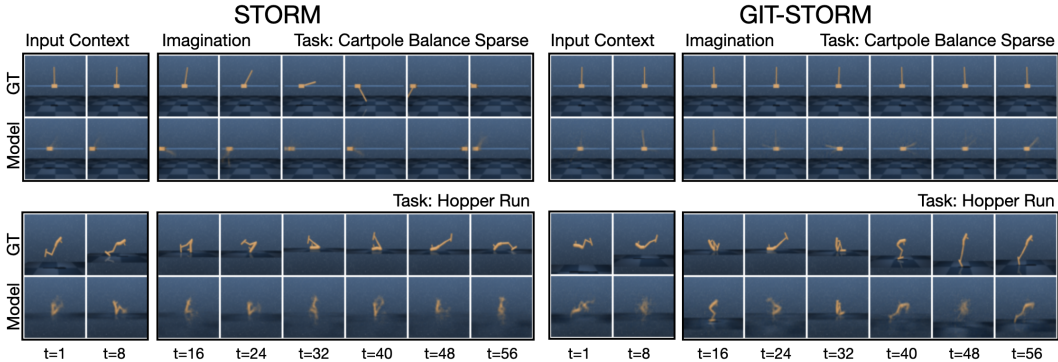 STORM
GIT-STORM
Input Context Imagination Task: Cartpole Balance Sparse
Input Context Imagination Task: Cartpole Balance Sparse
GT
Model
Task: Hopper Run
Task: Hopper Run
GT
Model
t=1 t=8 t=16 t=24 t=32 t=40 t=48 t=56
t=1 t=8 t=16 t=24 t=32 t=40 t=48 t=56